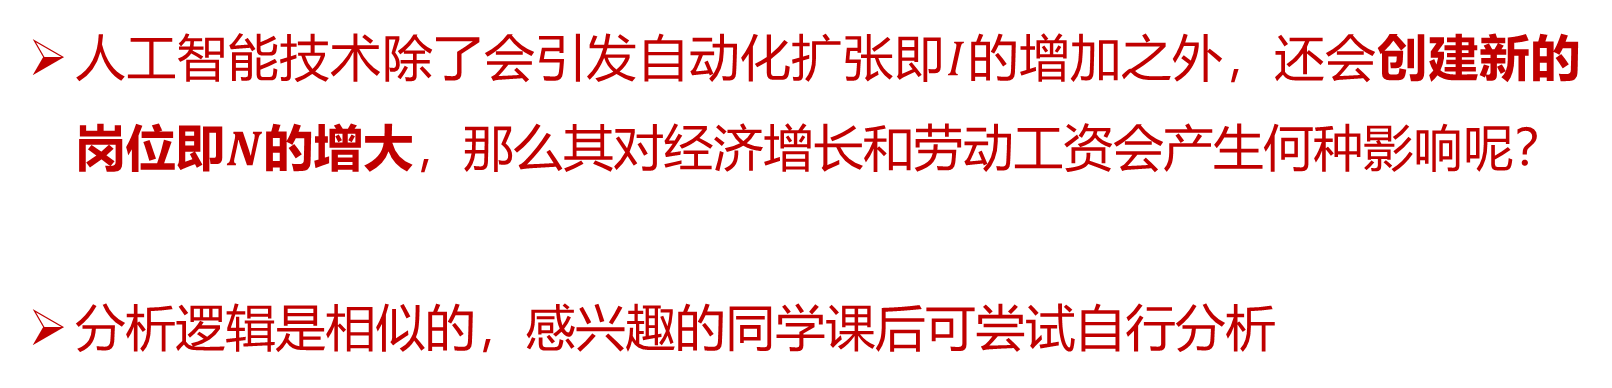 ➢人工智能技术除了会引发自动化扩张即I的增加之外，还会创建新的
岗位即N的增大，那么其对经济增长和劳动工资会产生何种影响呢？
➢分析逻辑是相似的，感兴趣的同学课后可尝试自行分析